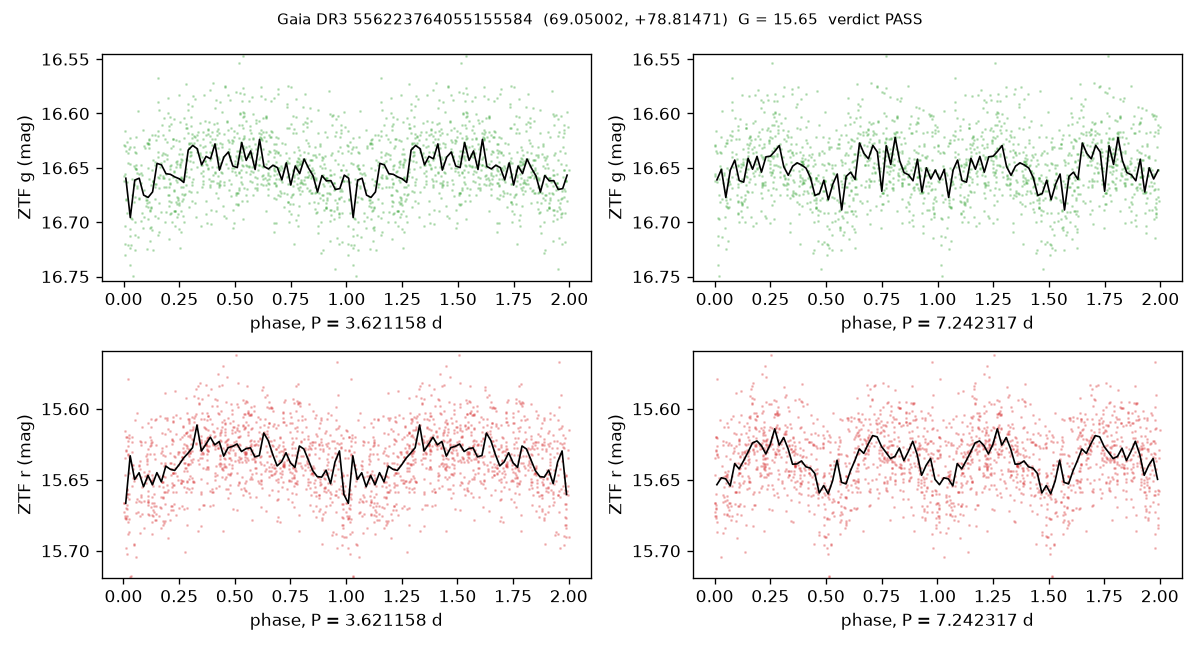 Gaia DR3 556223764055155584  (69.05002, +78.81471)  G = 15.65  verdict PASS
ZTF g (mag)
16.55
16.60
16.65
16.70
16.75
0.00 0.25 0.50 0.75 1.00 1.25 1.50 1.75 2.00
phase, P = 3.621158 d
ZTF g (mag)
16.55
16.60
16.65
16.70
16.75
0.00 0.25 0.50 0.75 1.00 1.25 1.50 1.75 2.00
phase, P = 7.242317 d
ZTF r (mag)
15.60
15.65
15.70
0.00 0.25 0.50 0.75 1.00 1.25 1.50 1.75 2.00
phase, P = 3.621158 d
ZTF r (mag)
15.60
15.65
15.70
0.00 0.25 0.50 0.75 1.00 1.25 1.50 1.75 2.00
phase, P = 7.242317 d